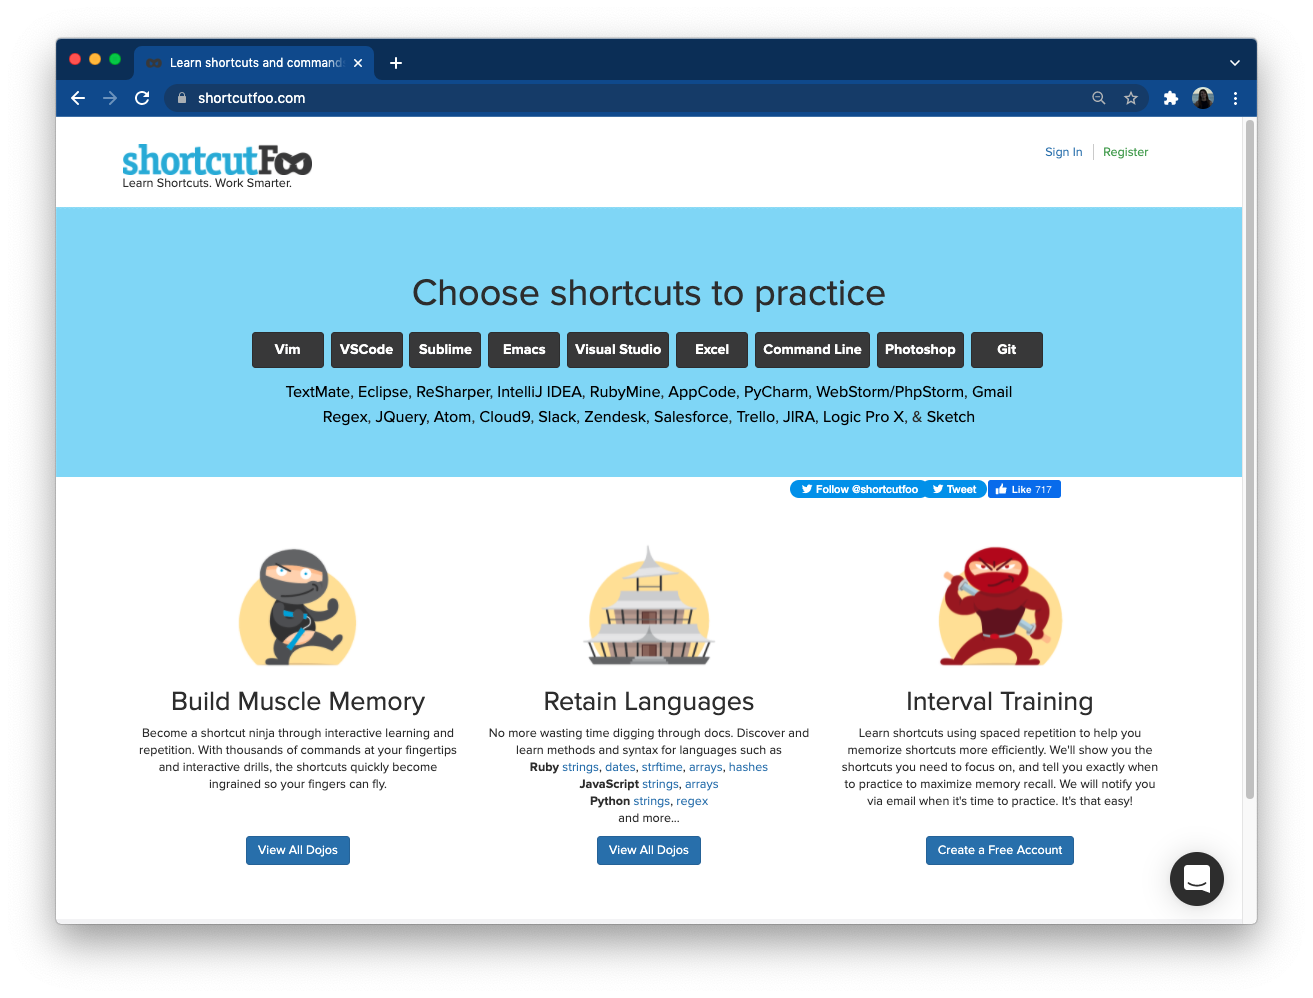 Learn shortcuts and command
shortcutfoo.com
shortcutFoo
Learn Shortcuts. Work Smarter.
Sign In
Register
Choose shortcuts to practice
Vim VSCode Sublime Emacs Visual Studio Excel Command Line Photoshop Git
TextMate, Eclipse, ReSharper, IntelliJ IDEA, RubyMine, AppCode, PyCharm, WebStorm/PhpStorm, Gmail
Regex, JQuery, Atom, Cloud9, Slack, Zendesk, Salesforce, Trello, JIRA, Logic Pro X, & Sketch
Follow @shortcutfoo Tweet Like 717
Build Muscle Memory
Become a shortcut ninja through interactive learning and
repetition. With thousands of commands at your fingertips
and interactive drills, the shortcuts quickly become
ingrained so your fingers can fly.
View All Dojos
Retain Languages
No more wasting time digging through docs. Discover and
learn methods and syntax for languages such as
Ruby strings, dates, strftime, arrays, hashes
JavaScript strings, arrays
Python strings, regex
and more...
View All Dojos
Interval Training
Learn shortcuts using spaced repetition to help you
memorize shortcuts more efficiently. We'll show you the
shortcuts you need to focus on, and tell you exactly when
to practice to maximize memory recall. We will notify you
via email when it's time to practice. It's that easy!
Create a Free Account